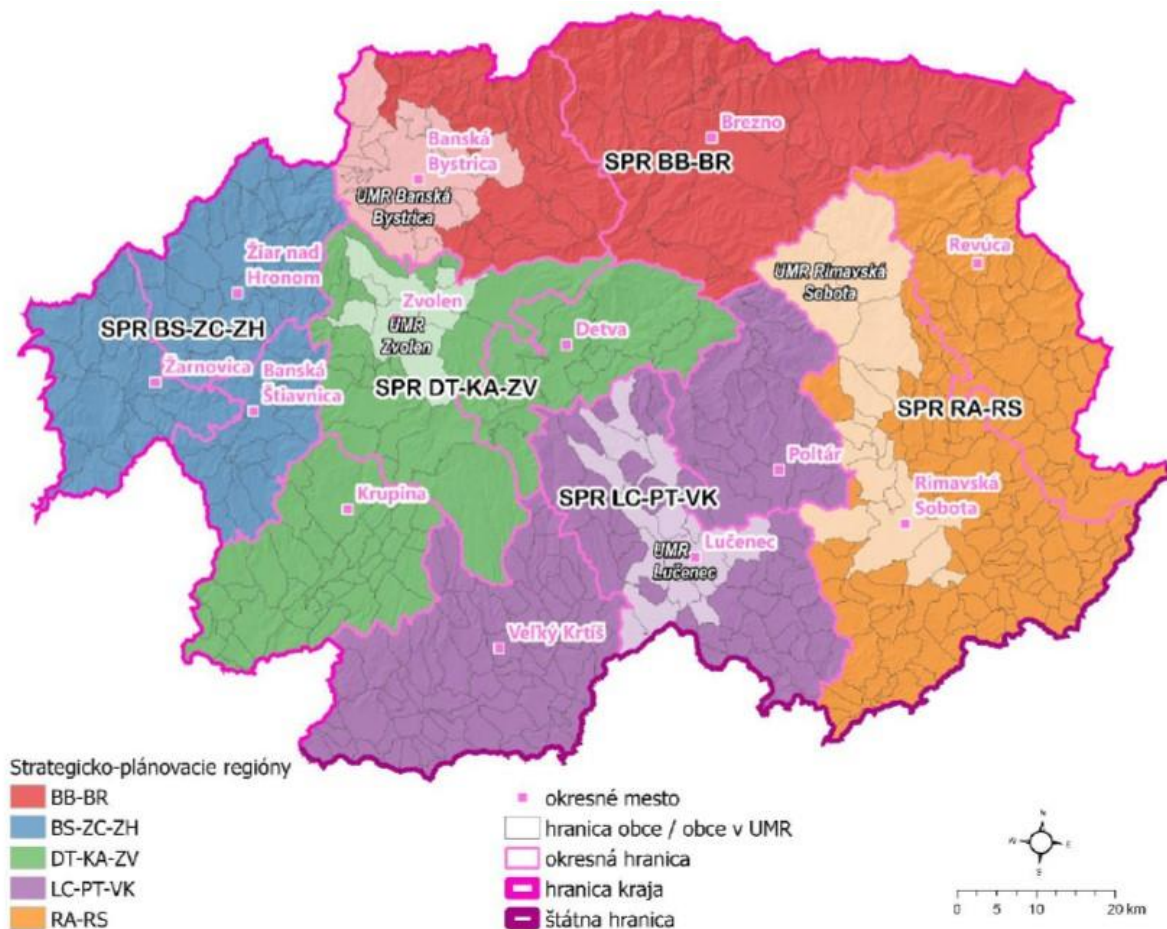 Brezno
Banská
Bystrica
SPR BB-BR
UMR Banská
Bystrica
Revúca
Žiar nad
Hronom
UMR Rimavská
Sobota
Zvolen
UMR
Zvolen
SPR BS-ZC-ZH
Detva
Žarnovica
Banská
Štiavnica
SPR DT-KA-ZV
SPR RA-RS
Poltár
Krupina
SPR LC-PT-VK
Rimavská
Sobota
Lučenec
UMR
Lučenec
Veľký Krtíš
Strategicko-plánovacie regióny
BB-BR
BS-ZC-ZH
DT-KA-ZV
LC-PT-VK
RA-RS
okresné mesto
hranica obce / obce v UMR
okresná hranica
hranica kraja
štátna hranica
N
W E
S
0 5 10 20 km